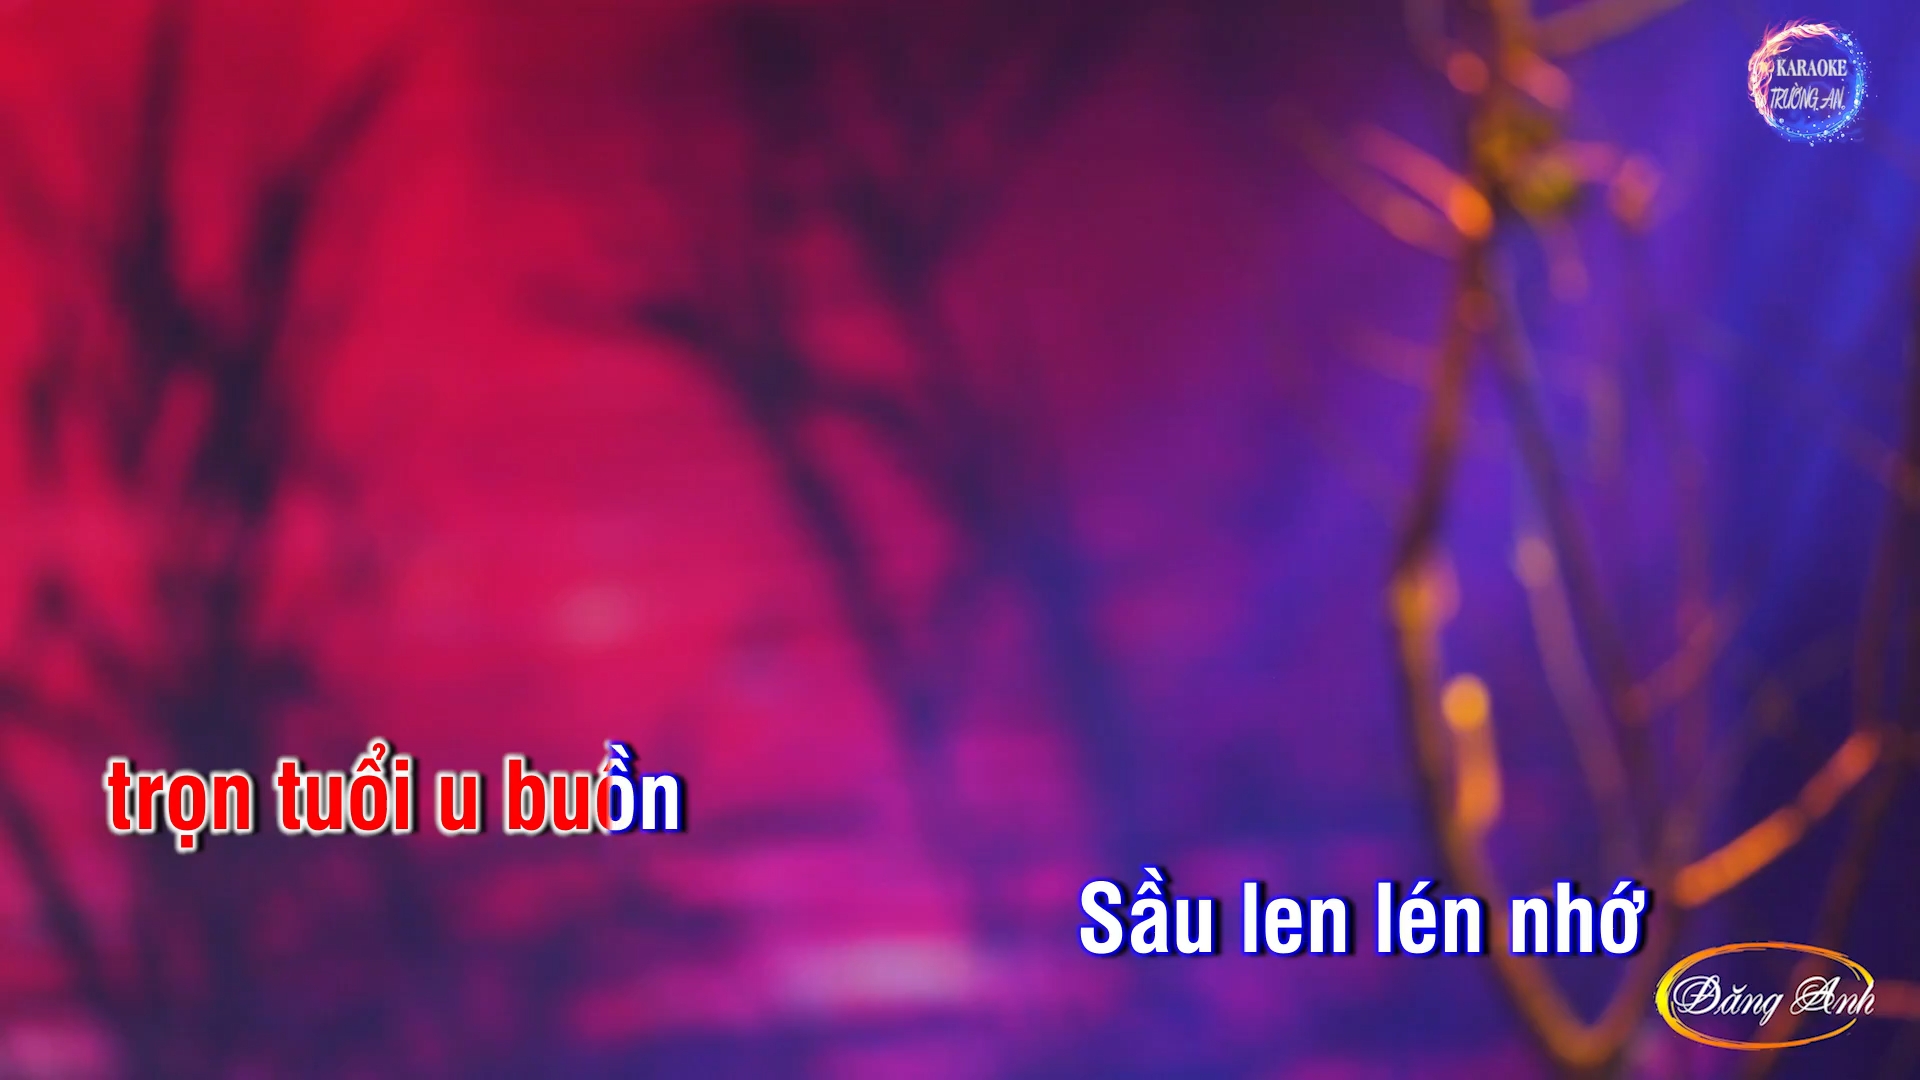 KARAOKE
TRƯỜNG AN
trọn tuổi u buồn
Sầu len lén nhớ
Đăng Anh